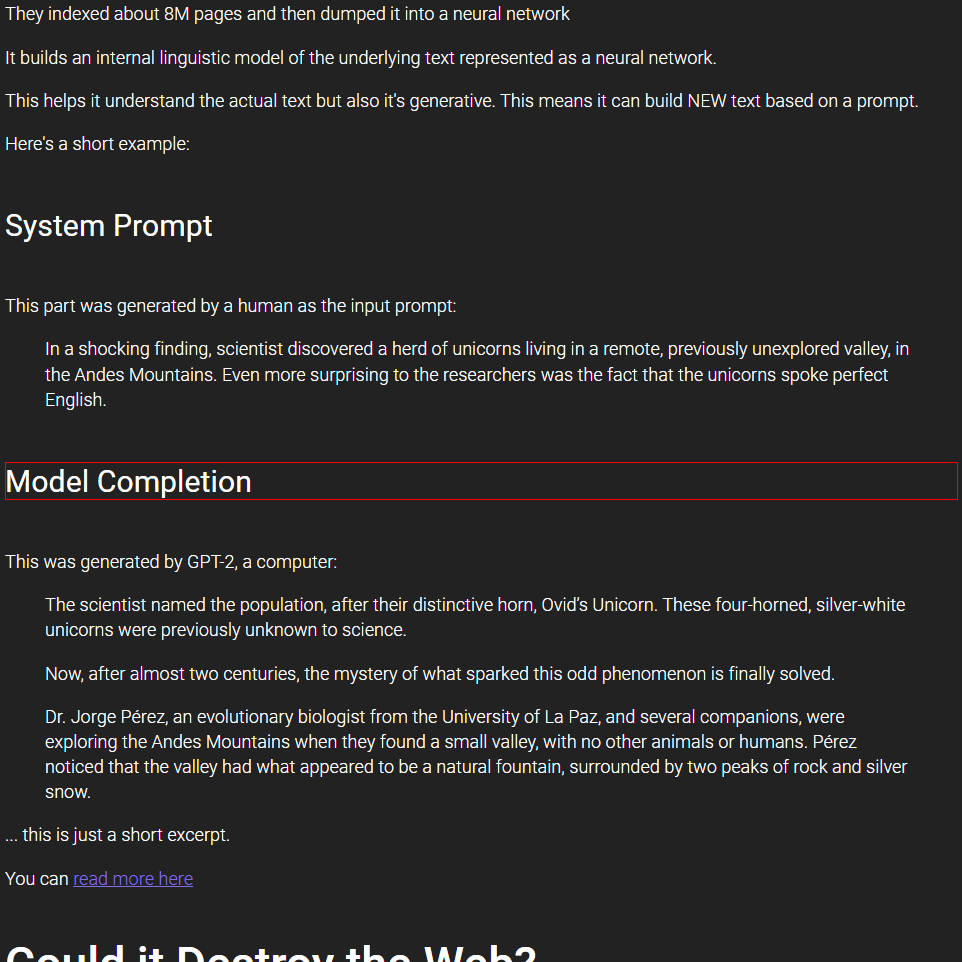 They indexed about 8M pages and then dumped it into a neural network
It builds an internal linguistic model of the underlying text represented as a neural network.
This helps it understand the actual text but also it's generative. This means it can build NEW text based on a prompt.
Here's a short example:
System Prompt
This part was generated by a human as the input prompt:
In a shocking finding, scientist discovered a herd of unicorns living in a remote, previously unexplored valley, in
the Andes Mountains. Even more surprising to the researchers was the fact that the unicorns spoke perfect
English.
Model Completion
This was generated by GPT-2, a computer:
The scientist named the population, after their distinctive horn, Ovid’s Unicorn. These four-horned, silver-white
unicorns were previously unknown to science.
Now, after almost two centuries, the mystery of what sparked this odd phenomenon is finally solved.
Dr. Jorge Pérez, an evolutionary biologist from the University of La Paz, and several companions, were
exploring the Andes Mountains when they found a small valley, with no other animals or humans. Pérez
noticed that the valley had what appeared to be a natural fountain, surrounded by two peaks of rock and silver
snow.
... this is just a short excerpt.
You can read more here
Could it Destroy the Web?